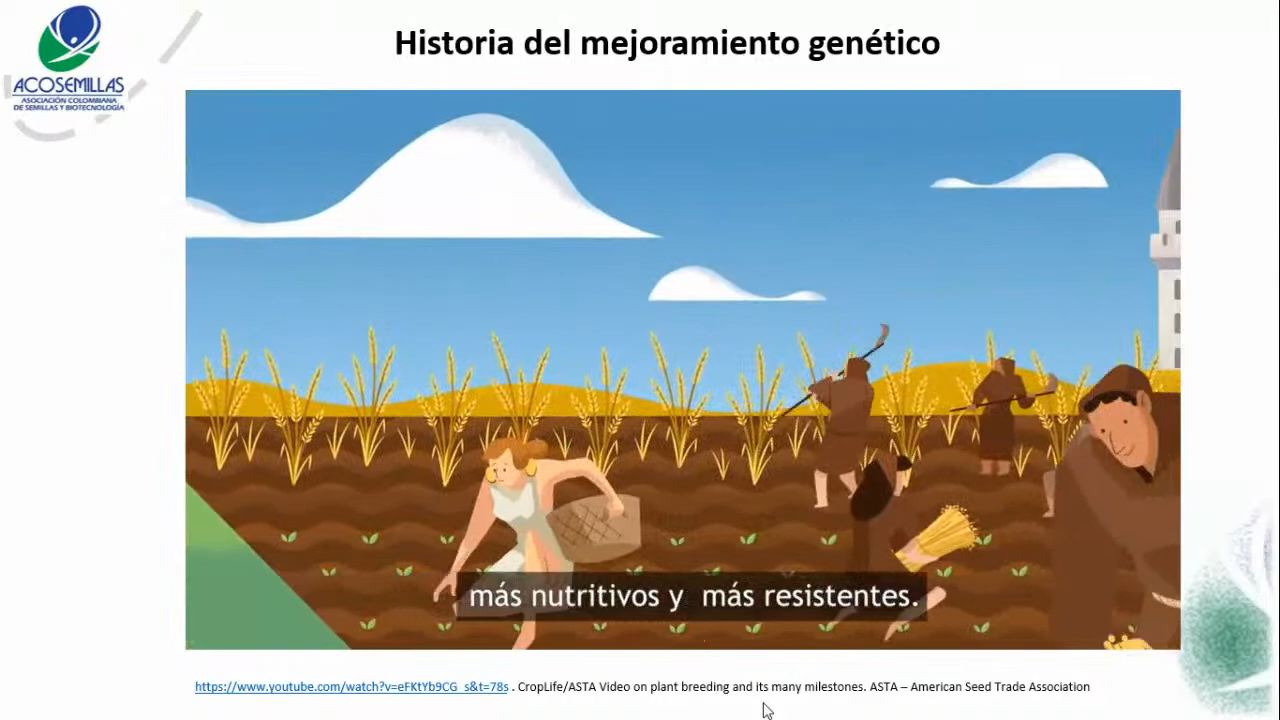 Historia del mejoramiento genético
ACOSEMILLAS
ASOCIACIÓN COLOMBIANA
DE SEMILLAS Y BIOTECNOLOGÍA
más nutritivos y más resistentes.
https://www.youtube.com/watch?v=eFKtYb9CG_s&t=78s . CropLife/ASTA Video on plant breeding and its many milestones. ASTA – American Seed Trade Association